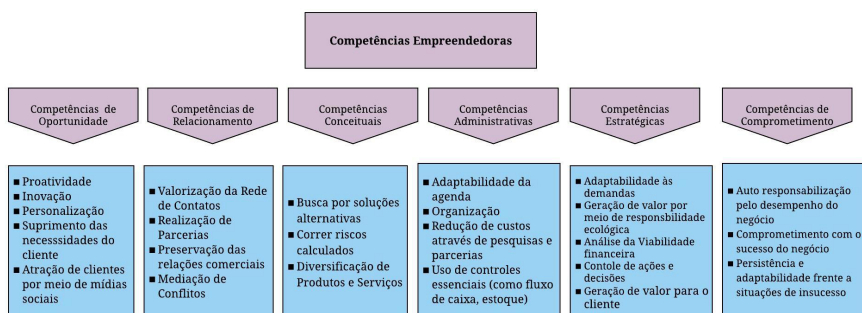 Competências Empreendedoras
Competências de
Oportunidade
Competências de
Relacionamento
Competências
Conceituais
Competências
Administrativas
Competências
Estratégicas
Competências de
Comprometimento
■ Proatividade
■ Inovação
■ Personalização
■ Suprimento das
necesssidades do
cliente
■ Atração de clientes
por meio de mídias
sociais
■ Valorização da Rede
de Contatos
■ Realização de
Parcerias
■ Preservação das
relações comerciais
■ Mediação de
Conflitos
■ Busca por soluções
alternativas
■ Correr riscos
calculados
■ Diversificação de
Produtos e Serviços
■ Adaptabilidade da
agenda
■ Organização
■ Redução de custos
através de pesquisas e
parcerias
■ Uso de controles
essenciais (como fluxo
de caixa, estoque)
■ Adaptabilidade às
demandas
■ Geração de valor por
meio de responsbilidade
ecológica
■ Análise da Viabilidade
financeira
■ Contole de ações e
decisões
■ Geração de valor para o
cliente
■ Auto responsabilização
pelo desempenho do
negócio
■ Comprometimento com o
sucesso do negócio
■ Persistência e
adaptabilidade frente a
situações de insucesso